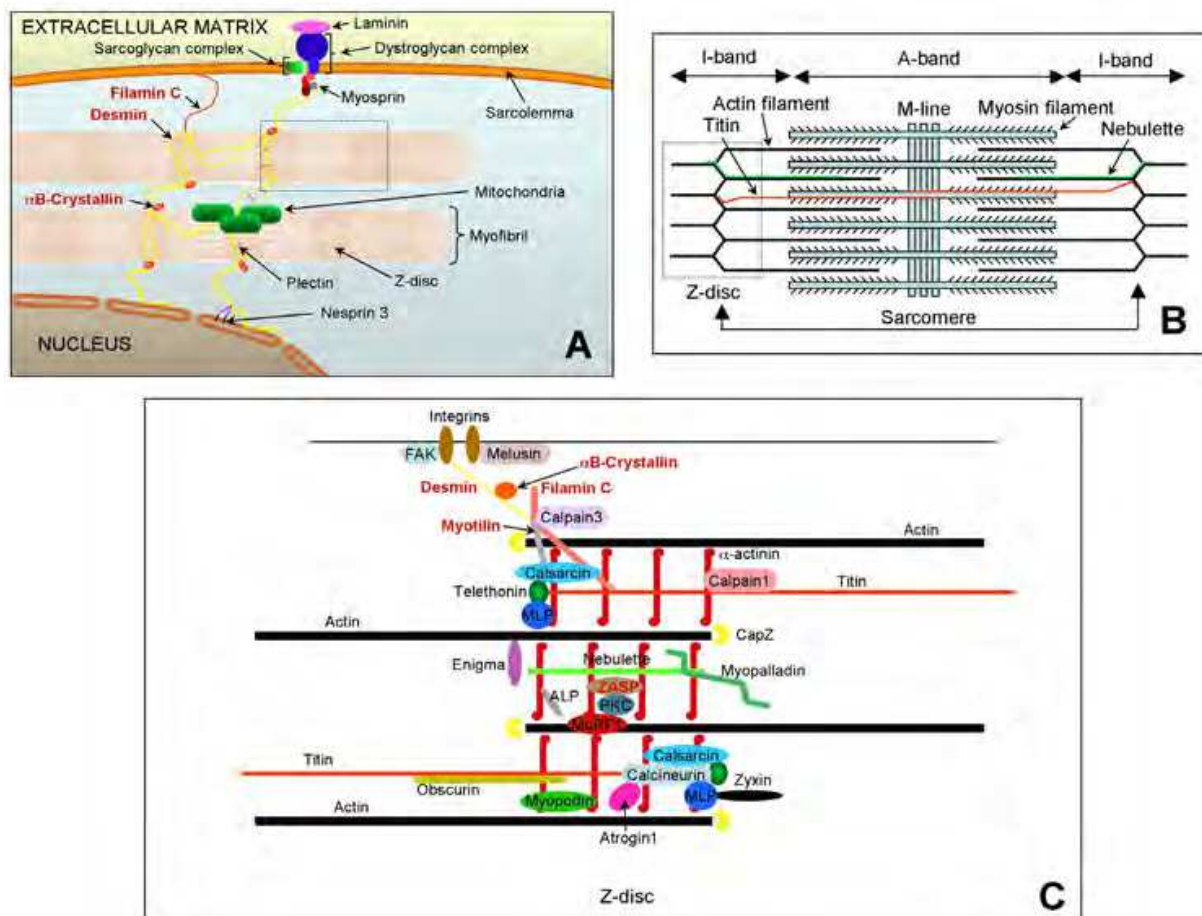 EXTRACELLULAR MATRIX
Laminin
Sarcoglycan complex
Dystroglycan complex
Filamin C
Myosprin
Desmin
Sarcolemma
αB-Crystallin
Mitochondria
Myofibril
Plectin
Z-disc
Nesprin 3
NUCLEUS
A
I-band
A-band
I-band
Actin filament
M-line
Myosin filament
Titin
Nebulette
Z-disc
Sarcomere
B
Integrins
FAK
Melusin
αB-Crystallin
Desmin
Filamin C
Myotilin
Calpain3
Actin
α-actinin
Calsarcin
Calpain1
Titin
Telethonin
MLP
Actin
CapZ
Enigma
Nebulette
Myopalladin
ALP
ZASP
PKC
MuRF1
Titin
Calsarcin
Calcineurin
Zyxin
Obscurin
Myopodin
MLP
Actin
Atrogin1
Z-disc
C